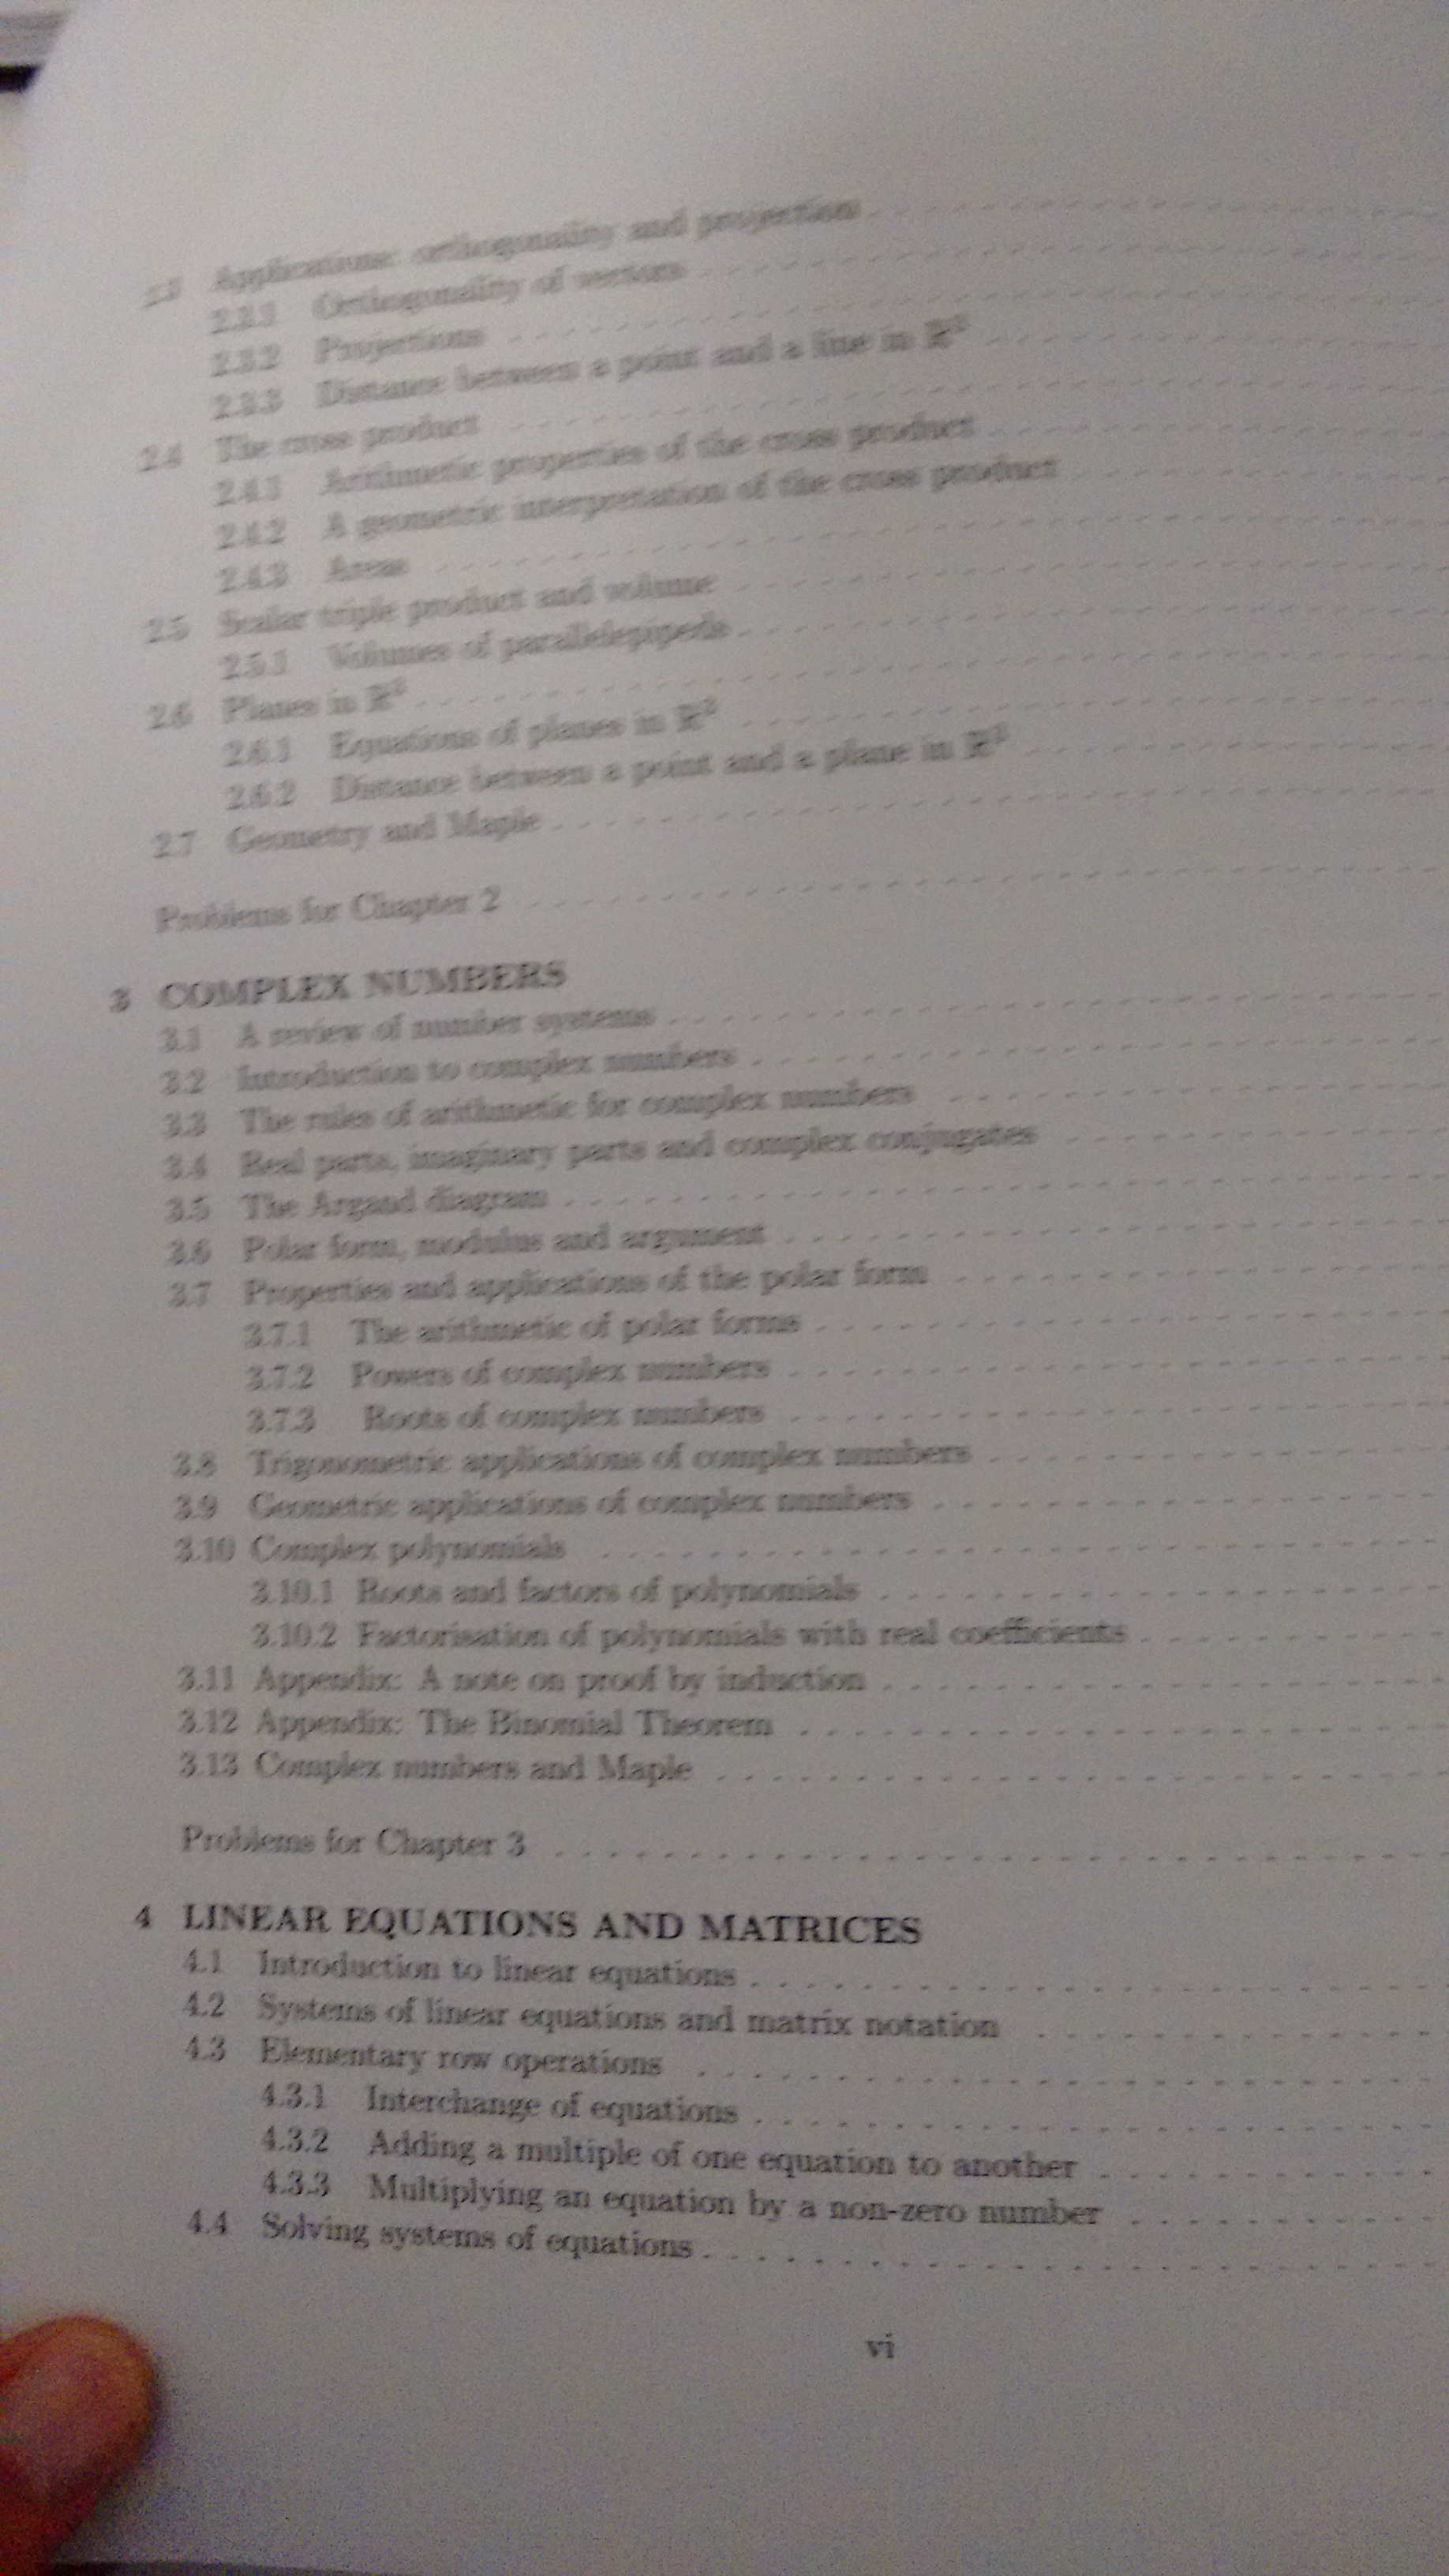 2.3 Applications: orthogonality and projection
2.3.1 Orthogonality of vectors
2.3.2 Projections
2.3.3 Distance between a point and a line in R³
2.4 The cross product
2.4.1 Arithmetic properties of the cross product
2.4.2 A geometric interpretation of the cross product
2.4.3 Areas
2.5 Scalar triple product and volume
2.5.1 Volumes of parallelepipeds
2.6 Planes in R³
2.6.1 Equations of planes in R³
2.6.2 Distance between a point and a plane in R³
2.7 Geometry and Maple
Problems for Chapter 2
3 COMPLEX NUMBERS
3.1 A review of number systems
3.2 Introduction to complex numbers
3.3 The rules of arithmetic for complex numbers
3.4 Real parts, imaginary parts and complex conjugates
3.5 The Argand diagram
3.6 Polar form, modulus and argument
3.7 Properties and applications of the polar form
3.7.1 The arithmetic of polar forms
3.7.2 Powers of complex numbers
3.7.3 Roots of complex numbers
3.8 Trigonometric applications of complex numbers
3.9 Geometric applications of complex numbers
3.10 Complex polynomials
3.10.1 Roots and factors of polynomials
3.10.2 Factorisation of polynomials with real coefficients
3.11 Appendix: A note on proof by induction
3.12 Appendix: The Binomial Theorem
3.13 Complex numbers and Maple
Problems for Chapter 3
4 LINEAR EQUATIONS AND MATRICES
4.1 Introduction to linear equations
4.2 Systems of linear equations and matrix notation
4.3 Elementary row operations
4.3.1 Interchange of equations
4.3.2 Adding a multiple of one equation to another
4.3.3 Multiplying an equation by a non-zero number
4.4 Solving systems of equations
vi